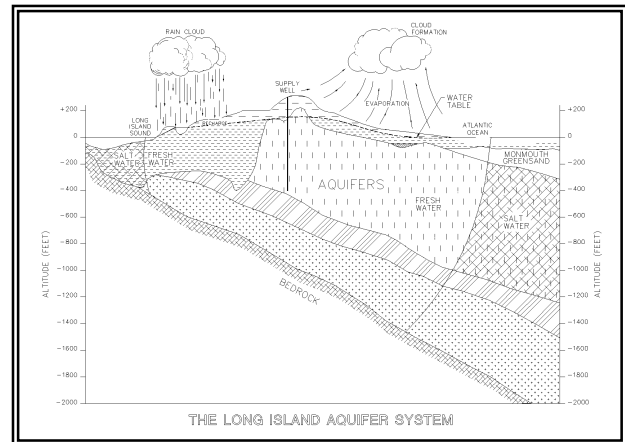 RAIN CLOUD
CLOUD
FORMATION
SUPPLY
WELL
EVAPORATION
WATER
TABLE
LONG
ISLAND
SOUND
RECHARGE
ATLANTIC
OCEAN
+200
0
-200
-400
-600
-800
-1000
-1200
-1400
-1600
-1800
-2000
ALTITUDE (FEET)
SALT
WATER
FRESH
WATER
AQUIFERS
FRESH
WATER
MONMOUTH
GREENSAND
SALT
WATER
BEDROCK
+200
0
-200
-400
-600
-800
-1000
-1200
-1400
-1600
-1800
-2000
ALTITUDE (FEET)
THE LONG ISLAND AQUIFER SYSTEM